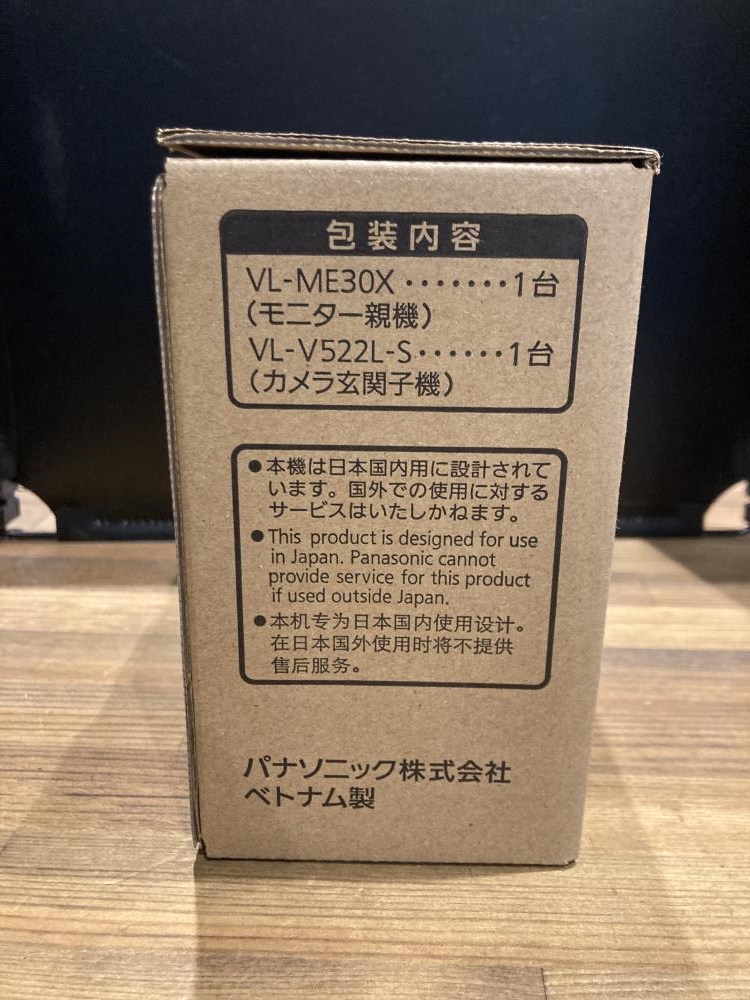 包装内容
VL-ME30X・・・・・・・1台
(モニター親機)
VL-V522L-S・・・・・・1台
(カメラ玄関子機)
●本機は日本国内用に設計されて
います。国外での使用に対する
サービスはいたしかねます。
●This product is designed for use
in Japan. Panasonic cannot
provide service for this product
if used outside Japan.
●本机专为日本国内使用设计。
在日本国外使用时将不提供
售后服务。
パナソニック株式会社
ベトナム製